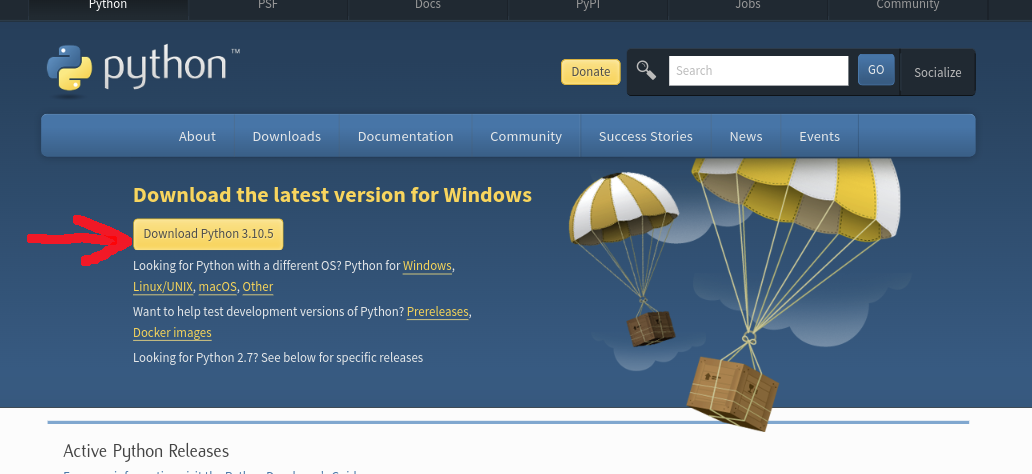 Python PSF Docs PyPI Jobs Community
python™
Donate Search GO Socialize
About Downloads Documentation Community Success Stories News Events
Download the latest version for Windows
Download Python 3.10.5
Looking for Python with a different OS? Python for Windows,
Linux/UNIX, macOS, Other
Want to help test development versions of Python? Prereleases,
Docker images
Looking for Python 2.7? See below for specific releases
Active Python Releases